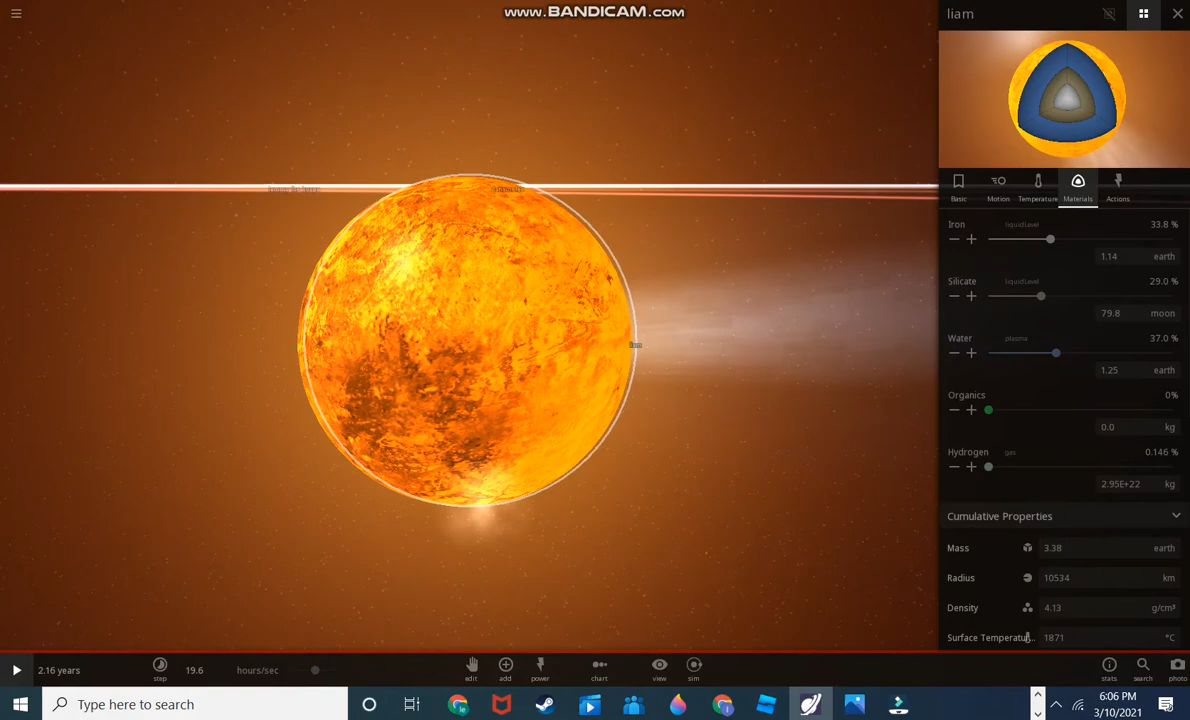 www.BANDICAM.com
liam
Basic Motion Temperature Materials Actions
Iron liquidLevel 33.8 %
1.14 earth
Silicate liquidLevel 29.0 %
79.8 moon
Water plasma 37.0 %
1.25 earth
Organics 0%
0.0 kg
Hydrogen gas 0.146 %
2.95E+22 kg
Cumulative Properties
Mass 3.38 earth
Radius 10534 km
Density 4.13 g/cm³
Surface Temperatu... 1871 °C
liam
2.16 years step 19.6 hours/sec edit add power chart view sim stats search photo
Type here to search
6:06 PM
3/10/2021